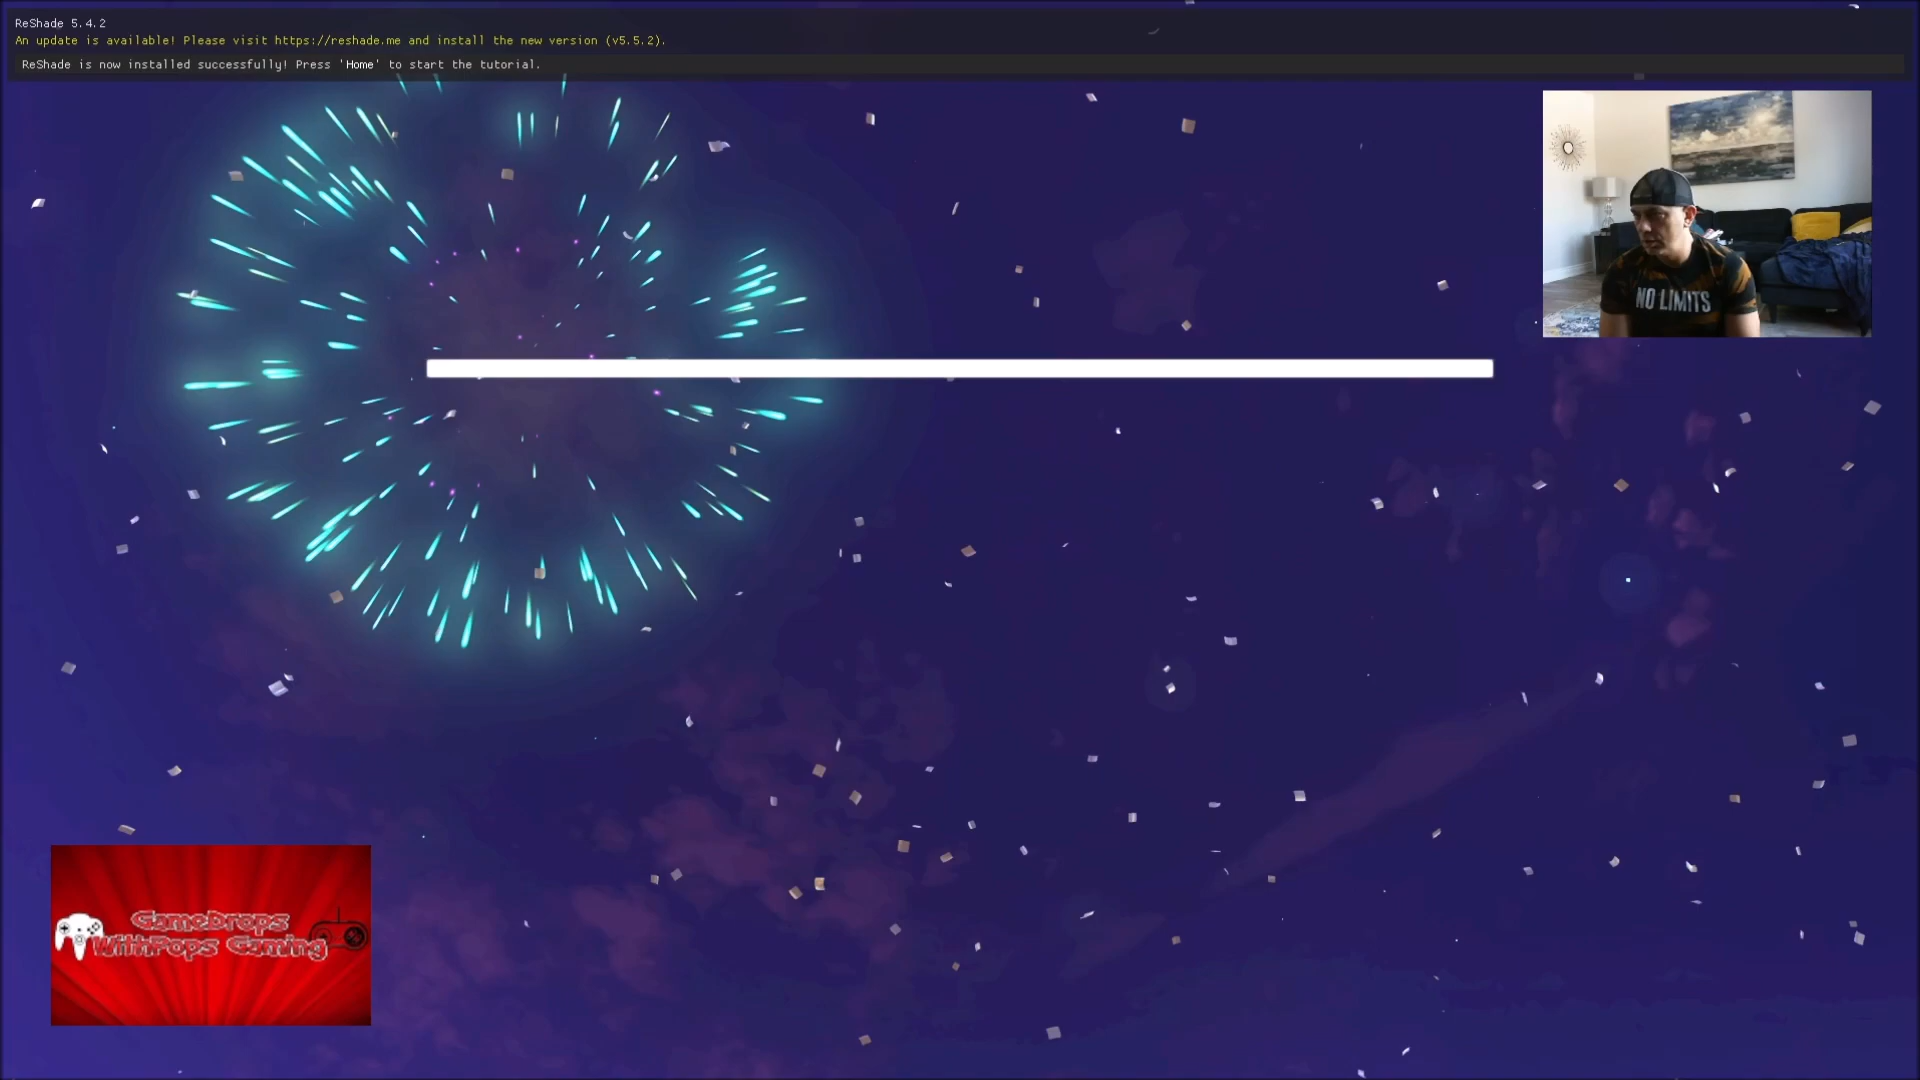 ReShade 5.4.2
An update is available! Please visit https://reshade.me and install the new version (v5.5.2).
ReShade is now installed successfully! Press 'Home' to start the tutorial.
NO LIMITS
GameDrops
WithPops Gaming